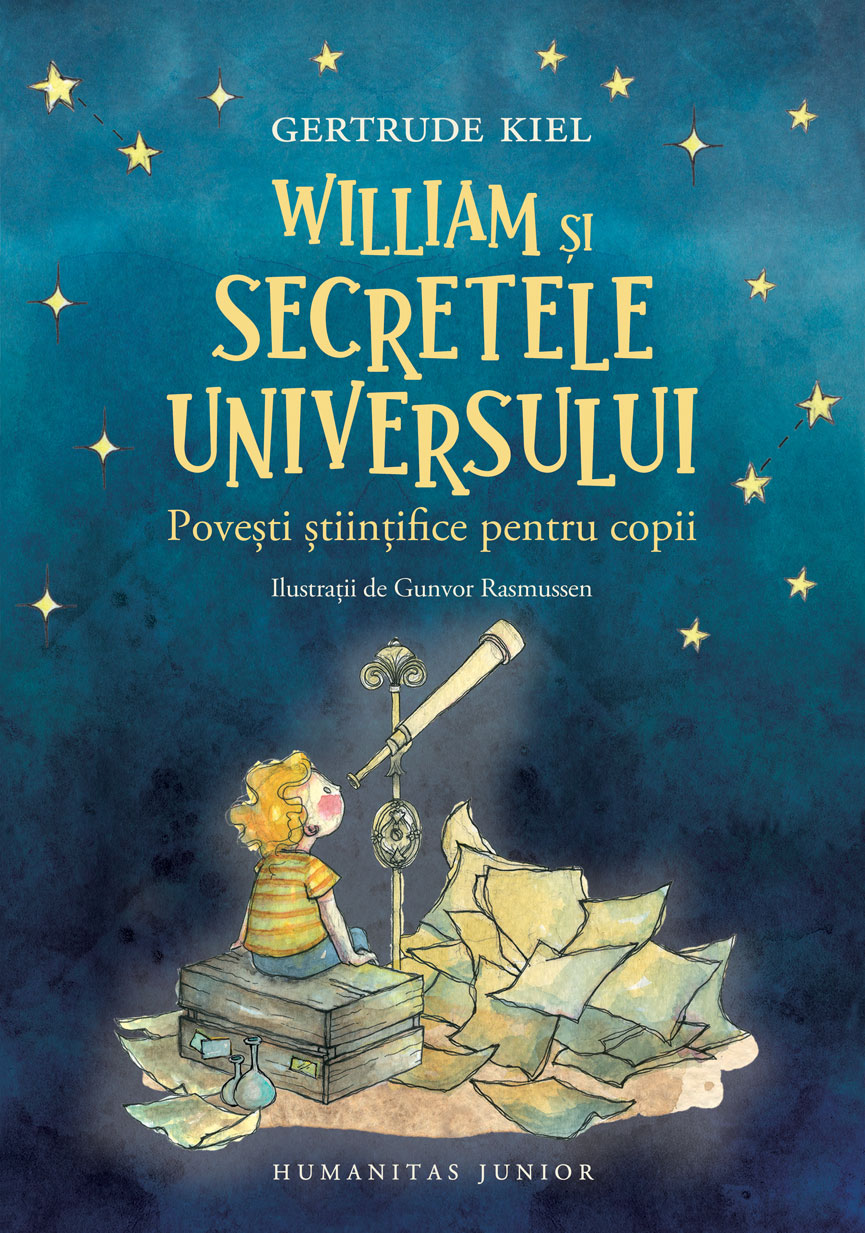 GERTRUDE KIEL
WILLIAM ȘI
SECRETELE
UNIVERSULUI
Povești științifice pentru copii
Ilustrații de Gunvor Rasmussen
HUMANITAS JUNIOR